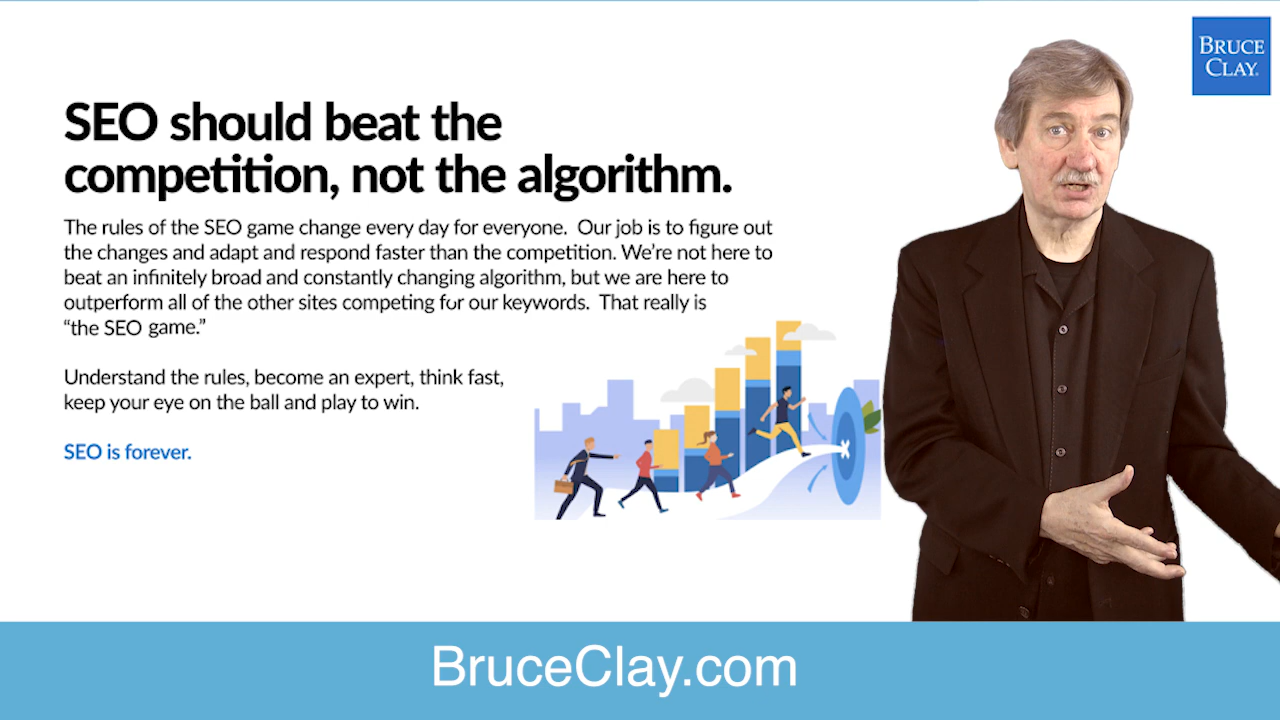 BRUCE
CLAY
SEO should beat the
competition, not the algorithm.
The rules of the SEO game change every day for everyone.  Our job is to figure out
the changes and adapt and respond faster than the competition. We're not here to
beat an infinitely broad and constantly changing algorithm, but we are here to
outperform all of the other sites competing for our keywords.  That really is
“the SEO game.”
Understand the rules, become an expert, think fast,
keep your eye on the ball and play to win.
SEO is forever.
BruceClay.com